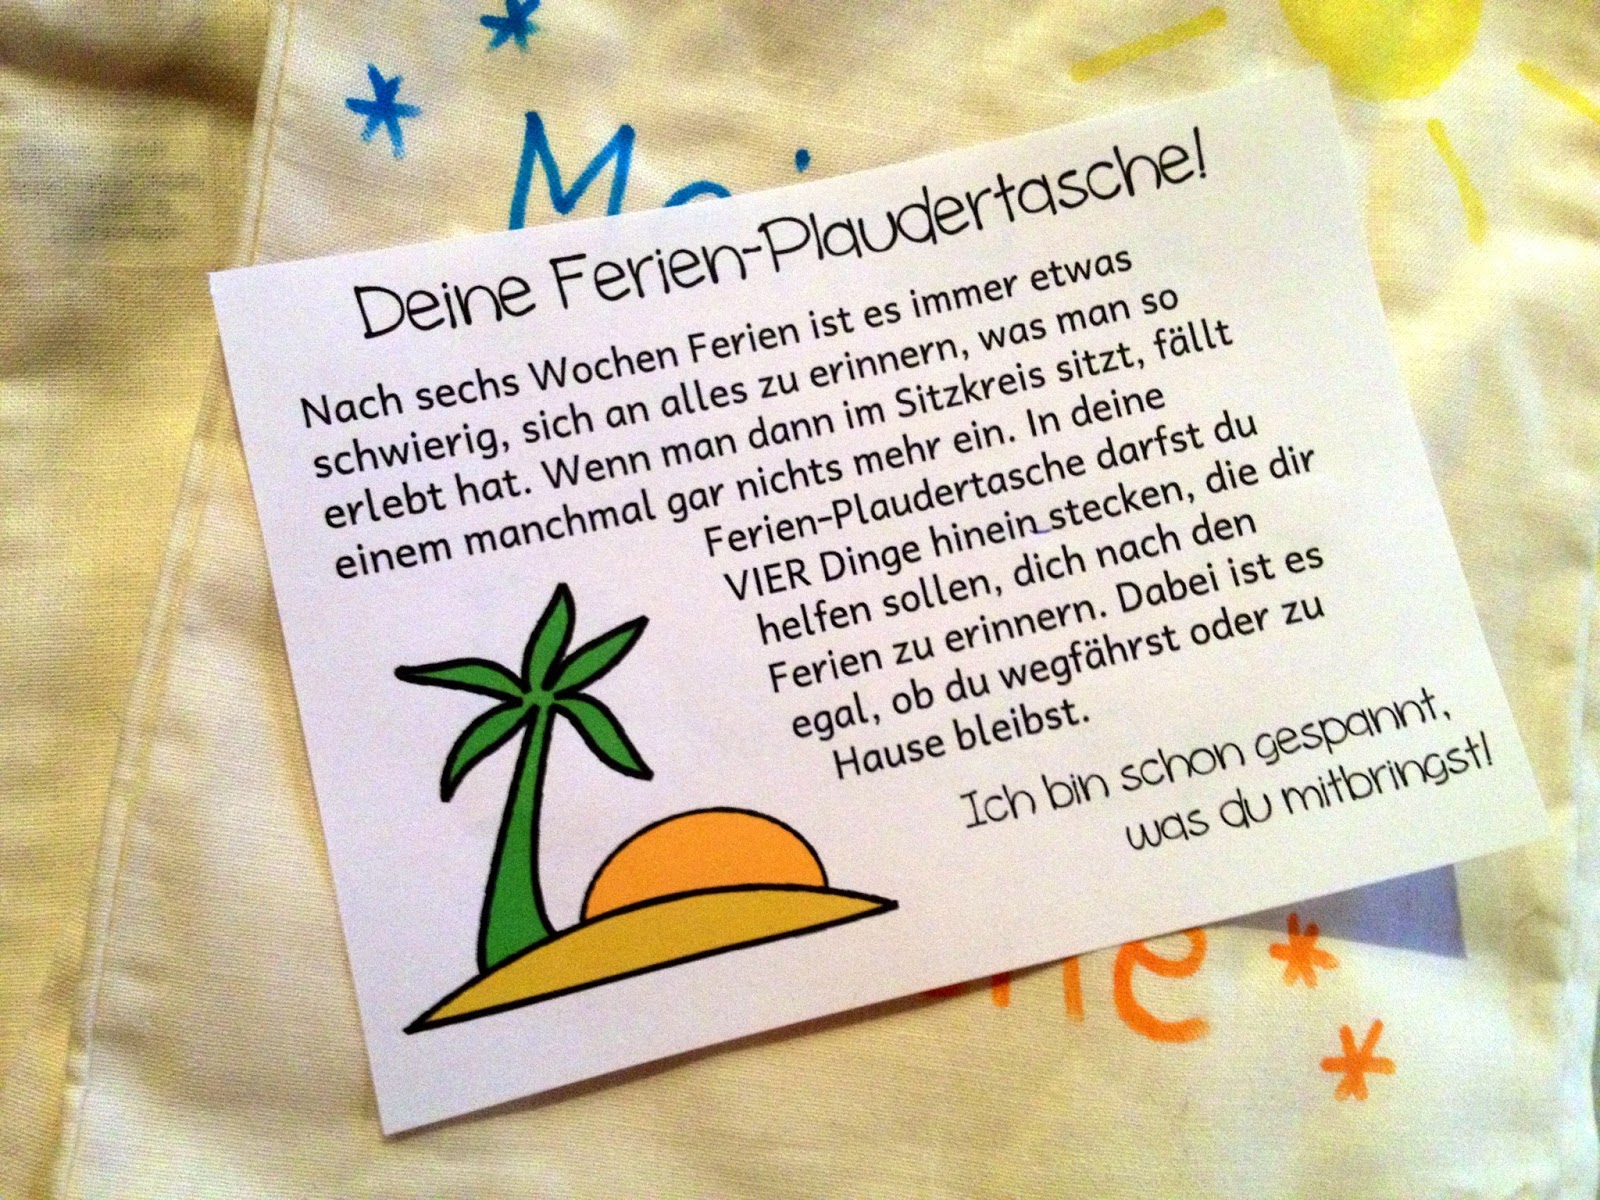 Mei
Deine Ferien-Plaudertasche!
Nach sechs Wochen Ferien ist es immer etwas
schwierig, sich an alles zu erinnern, was man so
erlebt hat. Wenn man dann im Sitzkreis sitzt, fällt
einem manchmal gar nichts mehr ein. In deine
Ferien-Plaudertasche darfst du
VIER Dinge hinein stecken, die dir
helfen sollen, dich nach den
Ferien zu erinnern. Dabei ist es
egal, ob du wegfährst oder zu
Hause bleibst.
Ich bin schon gespannt,
was du mitbringst!